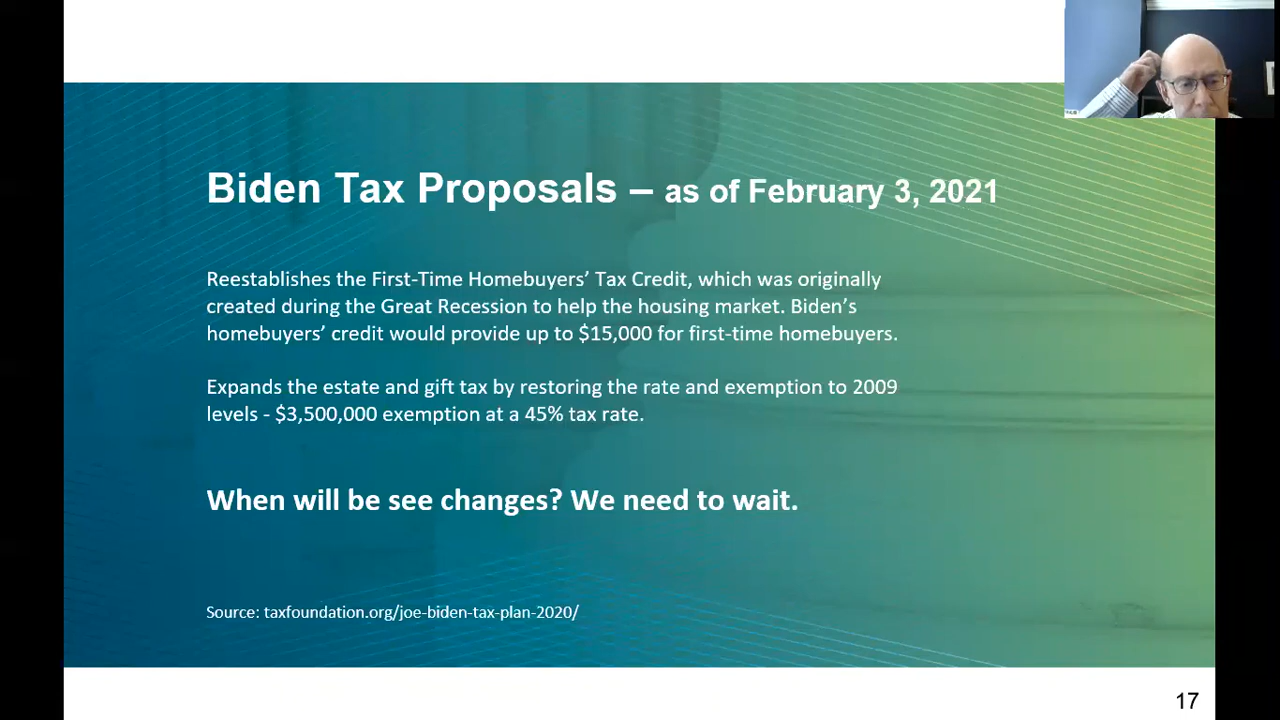 Biden Tax Proposals – as of February 3, 2021
Reestablishes the First-Time Homebuyers’ Tax Credit, which was originally
created during the Great Recession to help the housing market. Biden’s
homebuyers’ credit would provide up to $15,000 for first-time homebuyers.
Expands the estate and gift tax by restoring the rate and exemption to 2009
levels - $3,500,000 exemption at a 45% tax rate.
When will be see changes? We need to wait.
Source: taxfoundation.org/joe-biden-tax-plan-2020/
17